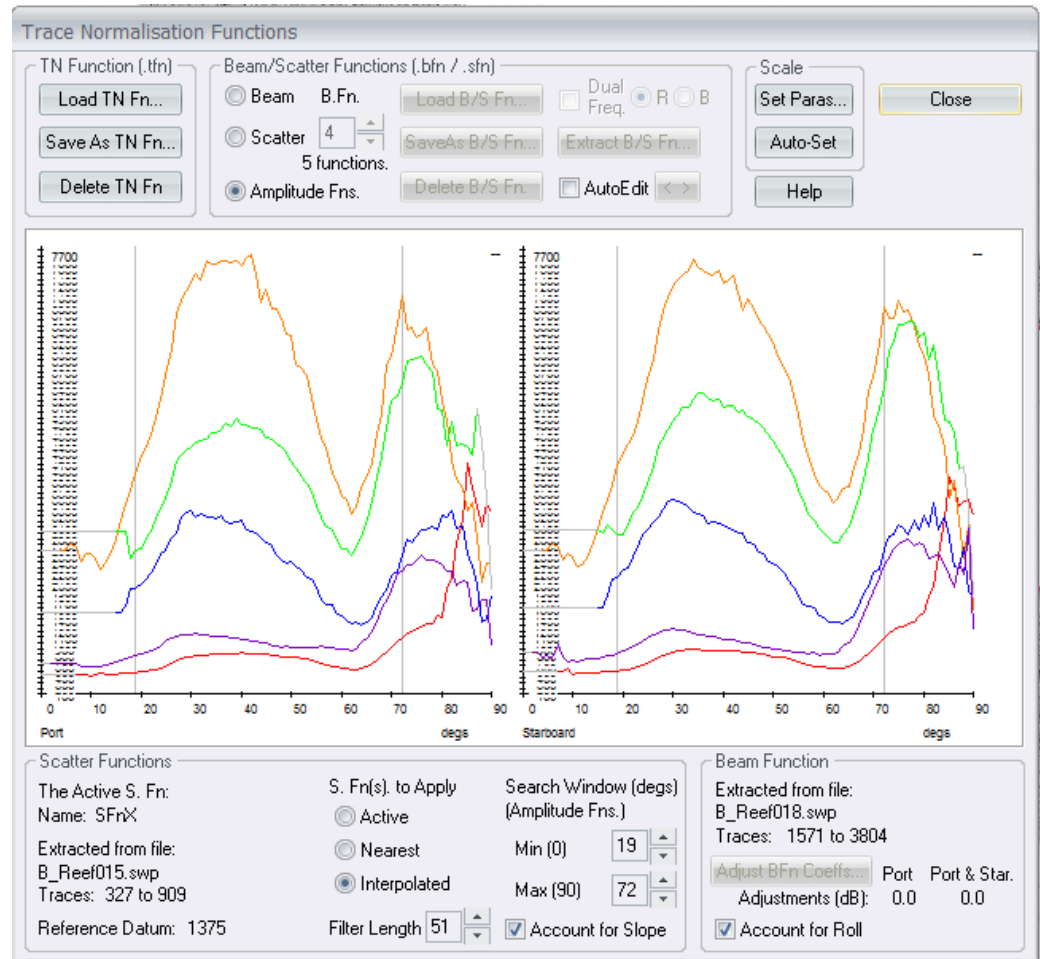 Trace Normalisation Functions
TN Function (.tfn)
Load TN Fn...
Save As TN Fn...
Delete TN Fn
Beam/Scatter Functions (.bfn / .sfn)
Beam B.Fn.
Scatter 4
5 functions.
Amplitude Fns.
Load B/S Fn...
SaveAs B/S Fn...
Delete B/S Fn.
Dual Freq. R B
Extract B/S Fn...
AutoEdit < >
Scale
Set Paras...
Auto-Set
Help
Close
7700
0 10 20 30 40 50 60 70 80 90
Port degs
7700
0 10 20 30 40 50 60 70 80 90
Starboard degs
Scatter Functions
The Active S. Fn:
Name: SFnX
Extracted from file:
B_Reef015.swp
Traces: 327 to 909
Reference Datum: 1375
S. Fn(s). to Apply
Active
Nearest
Interpolated
Filter Length 51
Search Window (degs)
(Amplitude Fns.)
Min (0) 19
Max (90) 72
Account for Slope
Beam Function
Extracted from file:
B_Reef018.swp
Traces: 1571 to 3804
Adjust BFn Coeffs... Port Port & Star.
Adjustments (dB): 0.0 0.0
Account for Roll